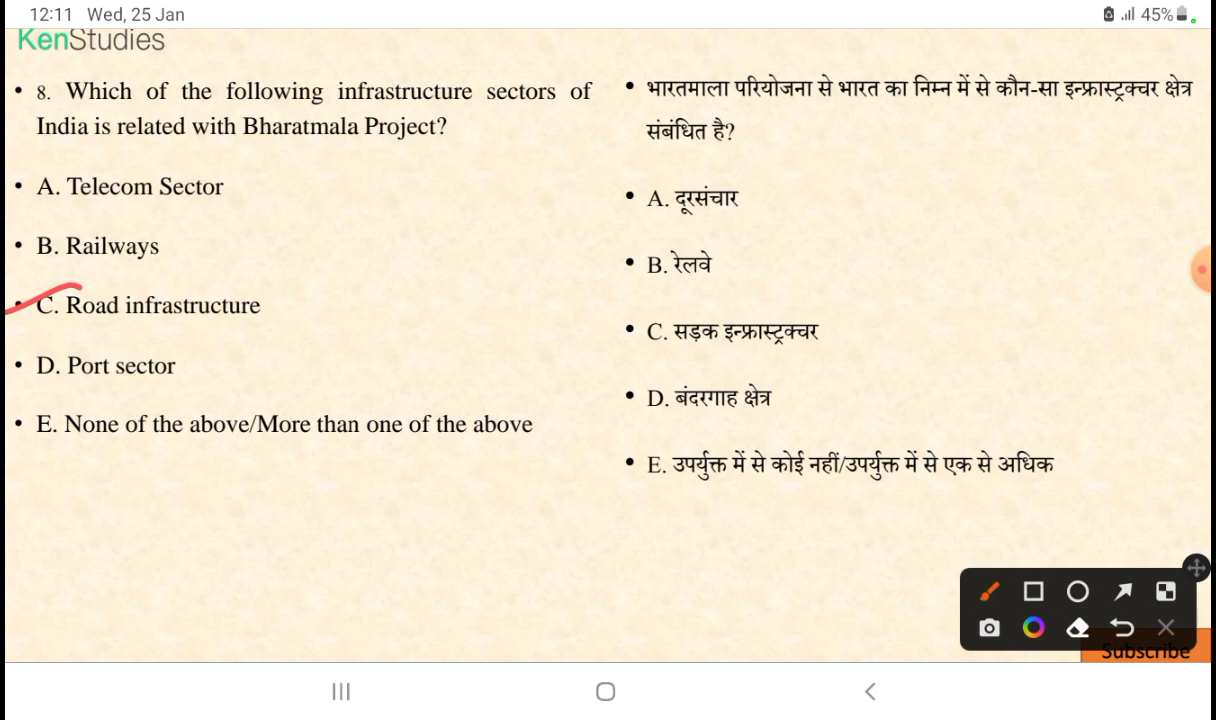 12:11 Wed, 25 Jan
45%
KenStudies
• 8. Which of the following infrastructure sectors of
India is related with Bharatmala Project?
• A. Telecom Sector
• B. Railways
• C. Road infrastructure
• D. Port sector
• E. None of the above/More than one of the above
• भारतमाला परियोजना से भारत का निम्न में से कौन-सा इन्फ्रास्ट्रक्चर क्षेत्र
संबंधित है?
• A. दूरसंचार
• B. रेलवे
• C. सड़क इन्फ्रास्ट्रक्चर
• D. बंदरगाह क्षेत्र
• E. उपर्युक्त में से कोई नहीं/उपर्युक्त में से एक से अधिक
Subscribe